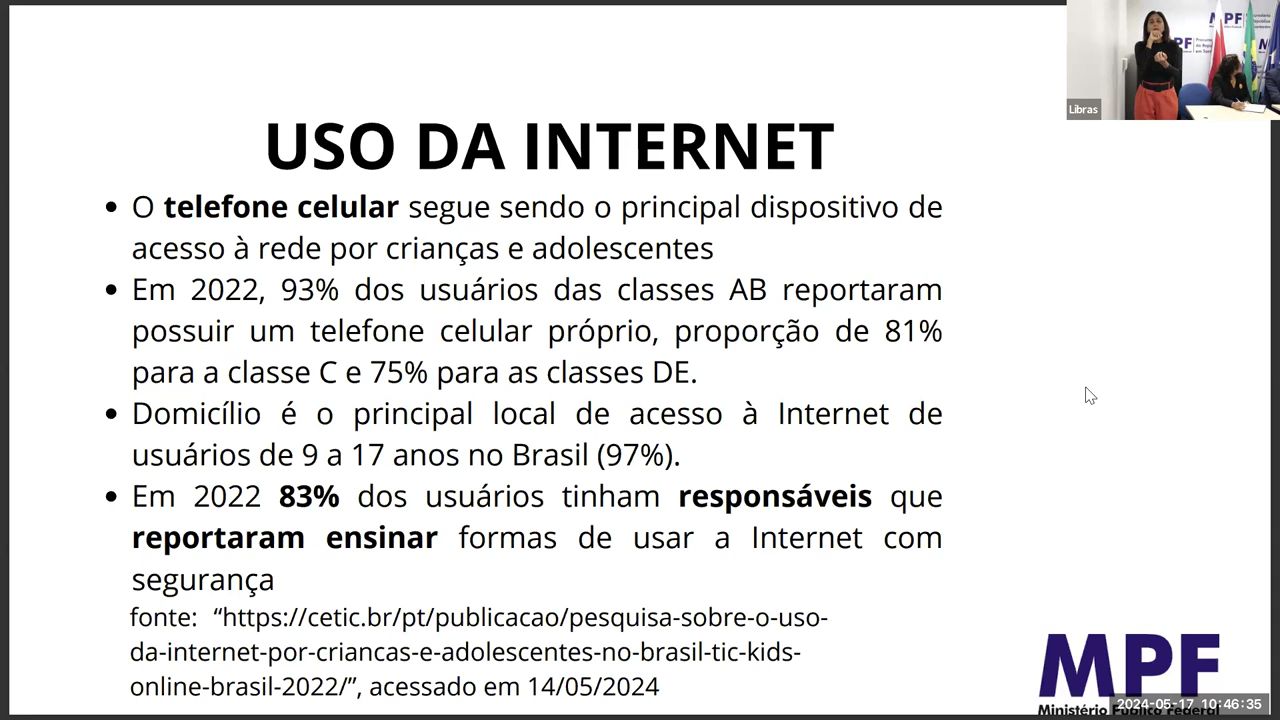 USO DA INTERNET
• O telefone celular segue sendo o principal dispositivo de
acesso à rede por crianças e adolescentes
• Em 2022, 93% dos usuários das classes AB reportaram
possuir um telefone celular próprio, proporção de 81%
para a classe C e 75% para as classes DE.
• Domicílio é o principal local de acesso à Internet de
usuários de 9 a 17 anos no Brasil (97%).
• Em 2022 83% dos usuários tinham responsáveis que
reportaram ensinar formas de usar a Internet com
segurança
fonte: “https://cetic.br/pt/publicacao/pesquisa-sobre-o-uso-
da-internet-por-criancas-e-adolescentes-no-brasil-tic-kids-
online-brasil-2022/”, acessado em 14/05/2024
MPF
Ministério Público Federal
2024-05-17 10:46:35
Libras
MPF